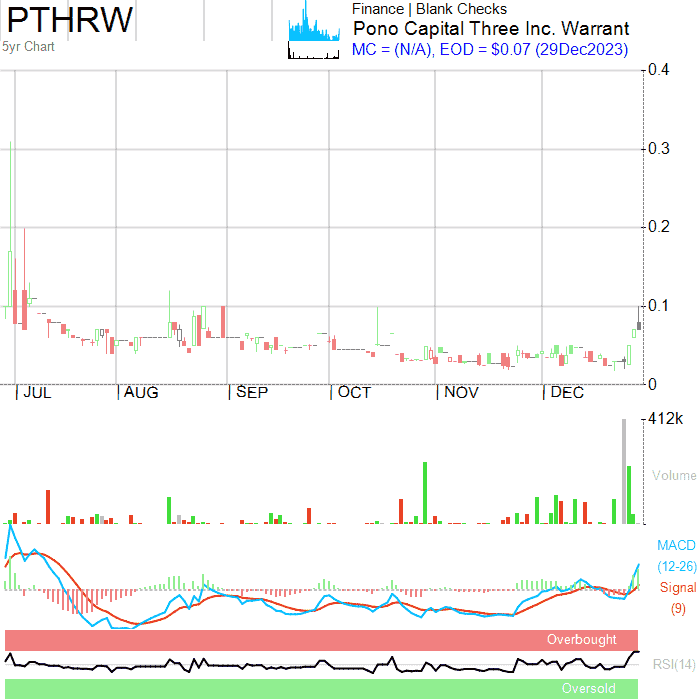 PTHRW
5yr Chart
Finance | Blank Checks
Pono Capital Three Inc. Warrant
MC = (N/A), EOD = $0.07 (29Dec2023)
0.4
0.3
0.2
0.1
0
JUL AUG SEP OCT NOV DEC
412k
Volume
MACD
(12-26)
Signal
(9)
Overbought
RSI(14)
Oversold